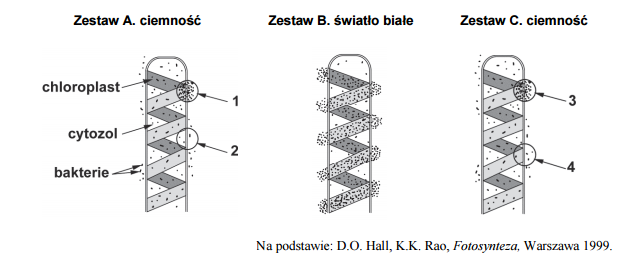 Zestaw A. ciemność
Zestaw B. światło białe
Zestaw C. ciemność
chloroplast
1
3
cytozol
2
4
bakterie
Na podstawie: D.O. Hall, K.K. Rao, Fotosynteza, Warszawa 1999.